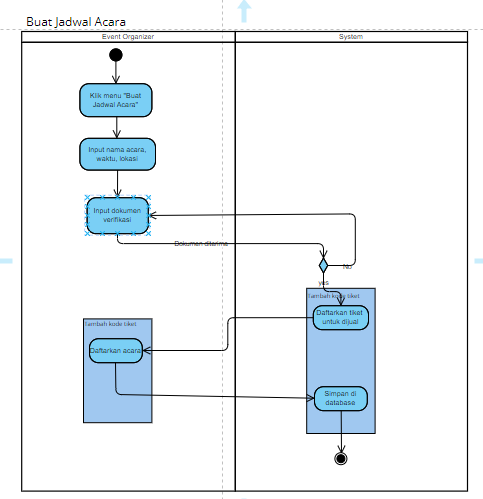 Buat Jadwal Acara
Event Organizer
System
Klik menu "Buat
Jadwal Acara"
Input nama acara,
waktu, lokasi
Input dokumen
verifikasi
Dokumen diterima
No
yes
Tambah kode tiket
Daftarkan tiket
untuk dijual
Tambah kode tiket
Daftarkan acara
Simpan di
database